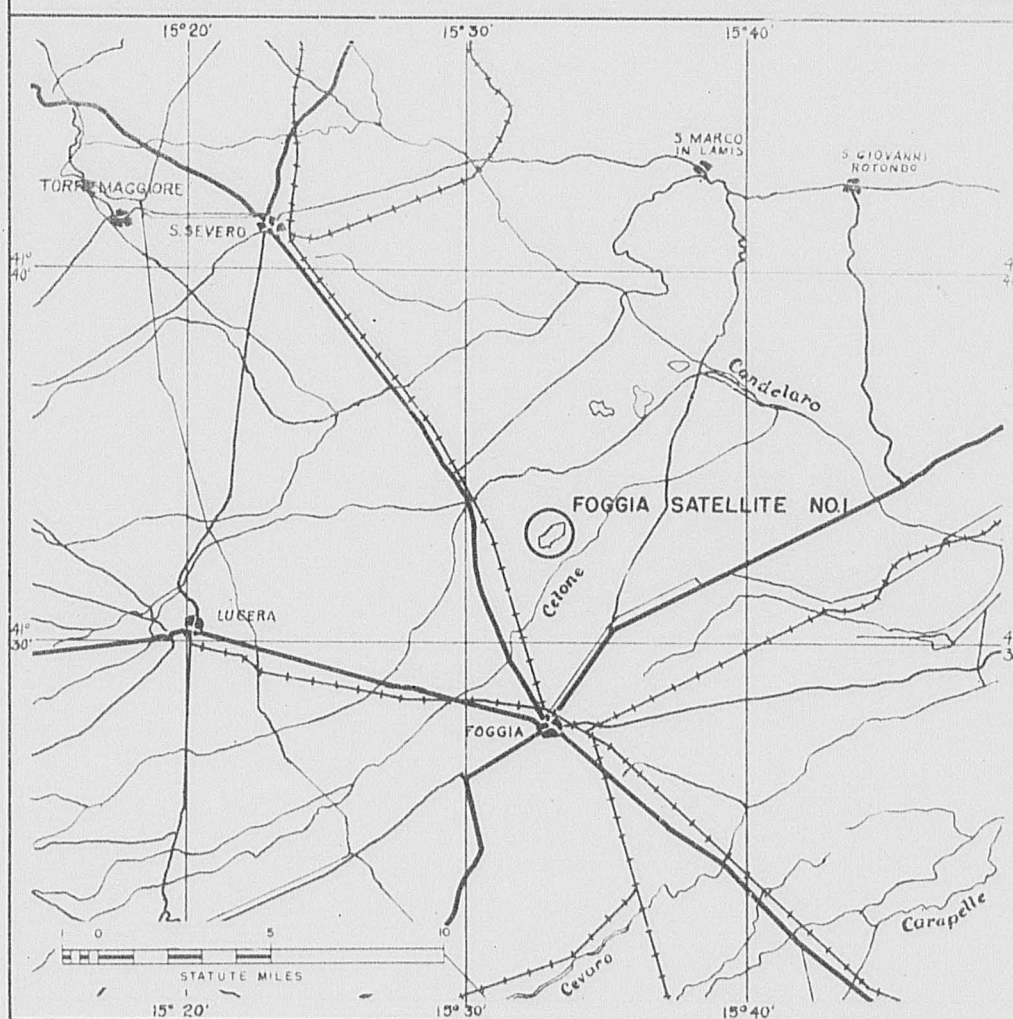 15°20' 15°30' 15°40'
S. MARCO
IN LAMIS
S. GIOVANNI
ROTONDO
TORREMAGGIORE
S. SEVERO
41°
40'
Candelaro
FOGGIA SATELLITE NO.1
Celone
LUCERA
41°
30'
FOGGIA
Carapelle
Cevaro
1 0 5 10
STATUTE MILES
15°20' 15°30' 15°40'